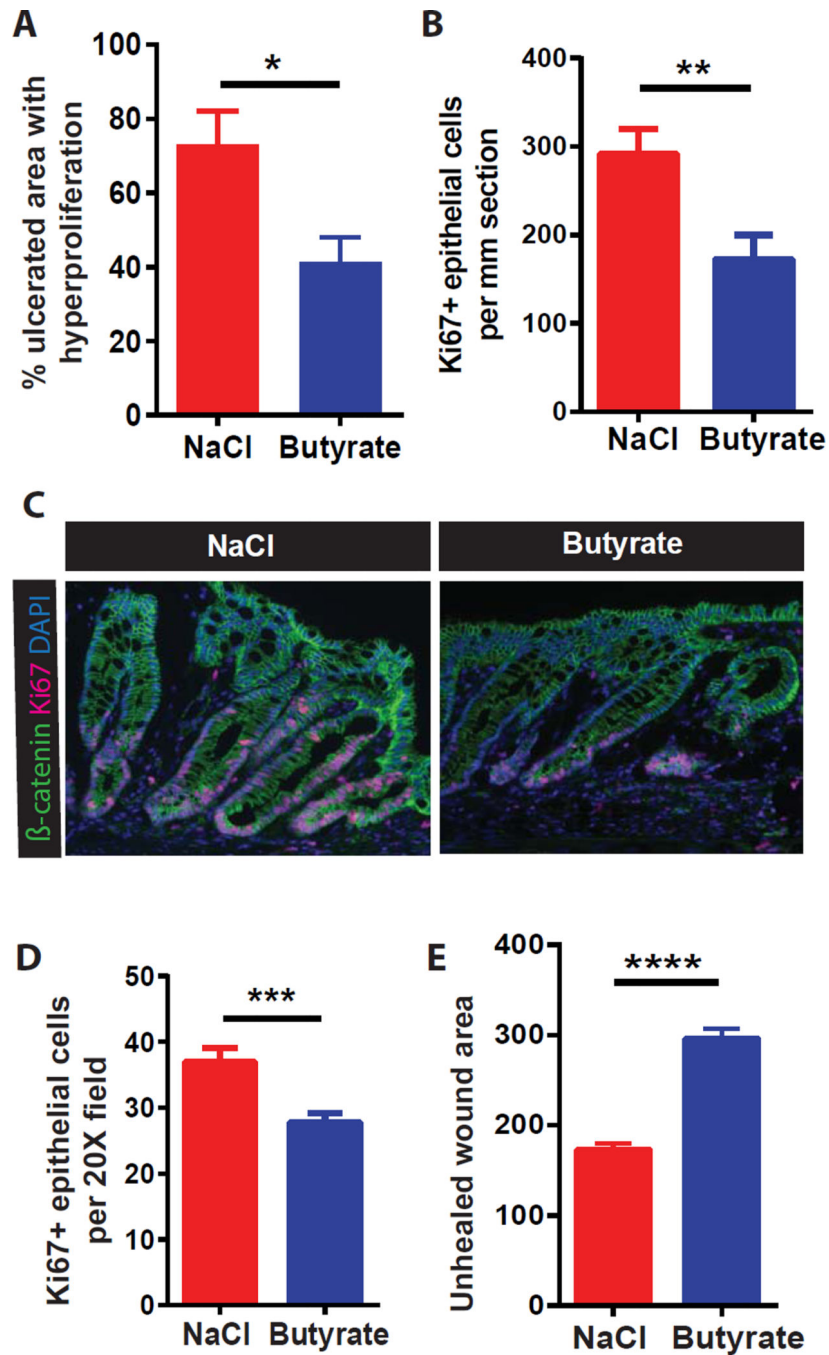 A
% ulcerated area with
hyperproliferation
100
80
60
40
20
0
*
NaCl
Butyrate
B
Ki67+ epithelial cells
per mm section
400
300
200
100
0
**
NaCl
Butyrate
C
NaCl
Butyrate
ß-catenin Ki67 DAPI
D
Ki67+ epithelial cells
per 20X field
50
40
30
20
10
0
***
NaCl
Butyrate
E
Unhealed wound area
400
300
200
100
0
****
NaCl
Butyrate